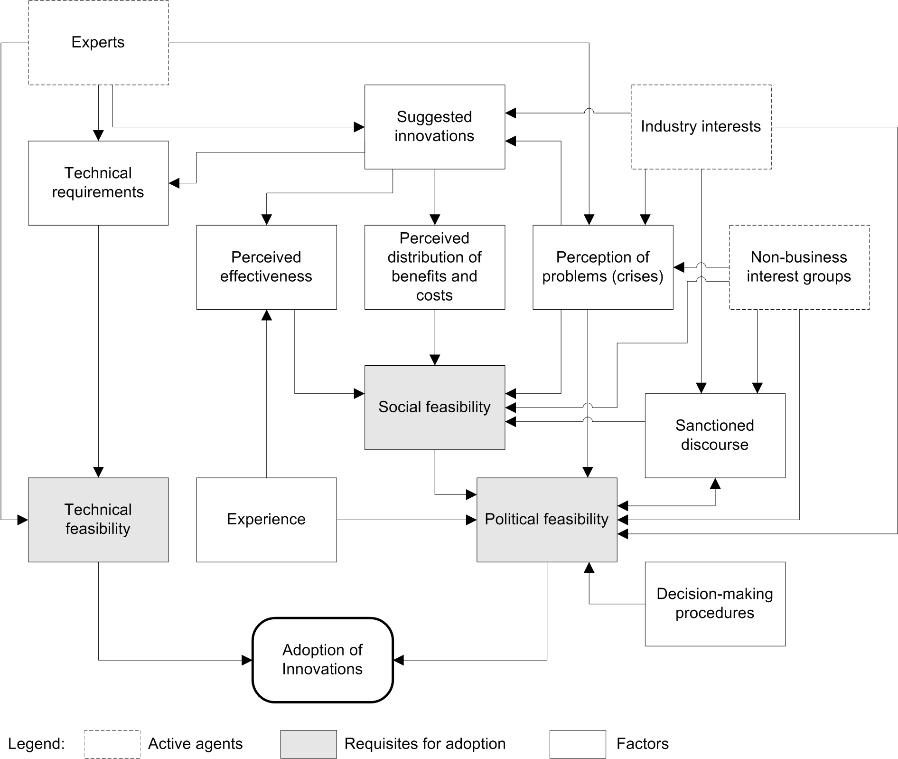 Experts
Suggested
innovations
Industry interests
Technical
requirements
Perceived
effectiveness
Perceived
distribution of
benefits and
costs
Perception of
problems (crises)
Non-business
interest groups
Social feasibility
Sanctioned
discourse
Technical
feasibility
Experience
Political feasibility
Decision-making
procedures
Adoption of
Innovations
Legend:
Active agents
Requisites for adoption
Factors